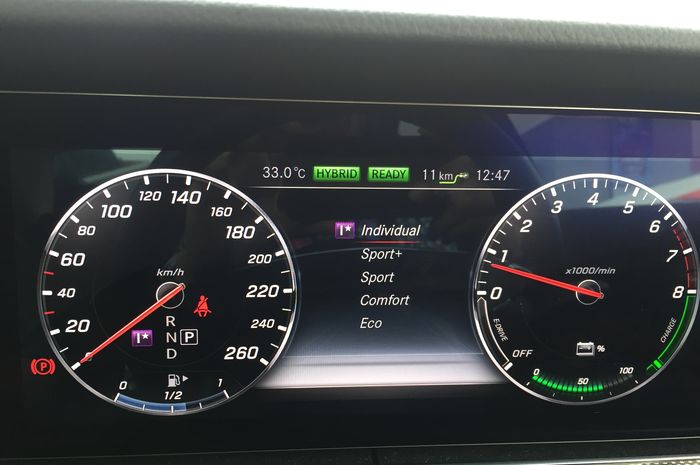 33.0°C HYBRID READY 11 km 12:47
I* Individual
Sport+
Sport
Comfort
Eco
0 20 40 60 80 100 120 140 160 180 200 220 240 260
km/h
R
N P
D
I*
(P)
0 1/2 1
0 1 2 3 4 5 6 7 8
x1000/min
E-DRIVE
OFF
CHARGE
%
0 50 100